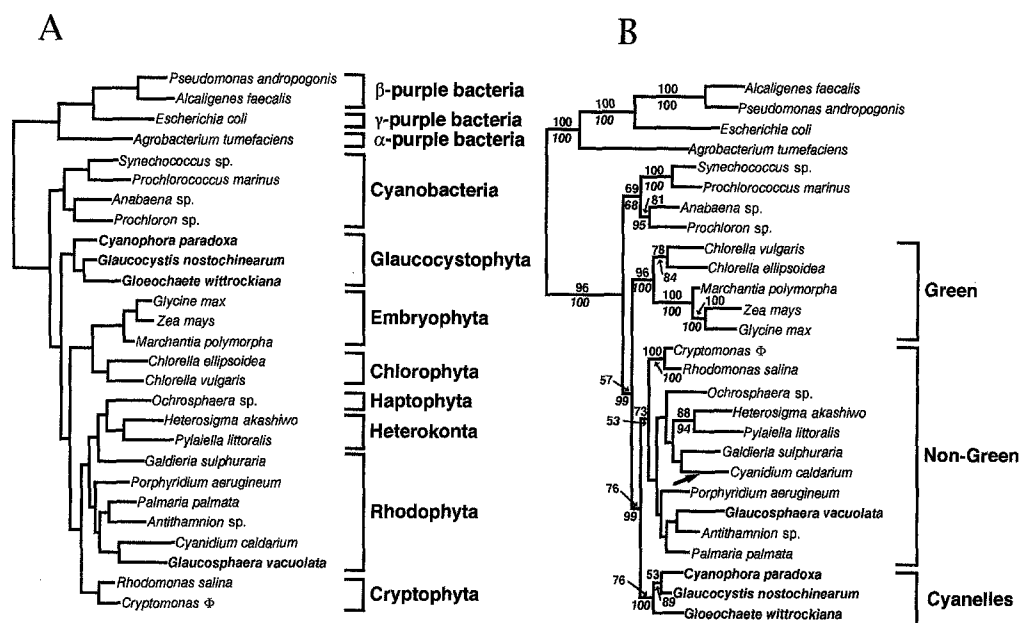 A
Pseudomonas andropogonis
Alcaligenes faecalis
β-purple bacteria
Escherichia coli
γ-purple bacteria
Agrobacterium tumefaciens
α-purple bacteria
Synechococcus sp.
Prochlorococcus marinus
Anabaena sp.
Prochloron sp.
Cyanobacteria
Cyanophora paradoxa
Glaucocystis nostochinearum
Gloeochaete wittrockiana
Glaucocystophyta
Glycine max
Zea mays
Marchantia polymorpha
Embryophyta
Chlorella ellipsoidea
Chlorella vulgaris
Chlorophyta
Ochrosphaera sp.
Haptophyta
Heterosigma akashiwo
Pylaiella littoralis
Heterokonta
Galdieria sulphuraria
Porphyridium aerugineum
Palmaria palmata
Antithamnion sp.
Cyanidium caldarium
Glaucosphaera vacuolata
Rhodophyta
Rhodomonas salina
Cryptomonas Φ
Cryptophyta
B
Alcaligenes faecalis
100
100
Pseudomonas andropogonis
100
100
Escherichia coli
100
100
Agrobacterium tumefaciens
Synechococcus sp.
100
100
Prochlorococcus marinus
69
68
81
Anabaena sp.
95
Prochloron sp.
78
Chlorella vulgaris
96
100
84
Chlorella ellipsoidea
Marchantia polymorpha
100
100
100
Zea mays
100
Glycine max
Green
96
100
100
Cryptomonas Φ
100
Rhodomonas salina
57
99
Ochrosphaera sp.
73
53
88
94
Heterosigma akashiwo
Pylaiella littoralis
Galdieria sulphuraria
Cyanidium caldarium
76
99
Porphyridium aerugineum
Glaucosphaera vacuolata
Antithamnion sp.
Palmaria palmata
Non-Green
76
100
53
Cyanophora paradoxa
89
Glaucocystis nostochinearum
Gloeochaete wittrockiana
Cyanelles